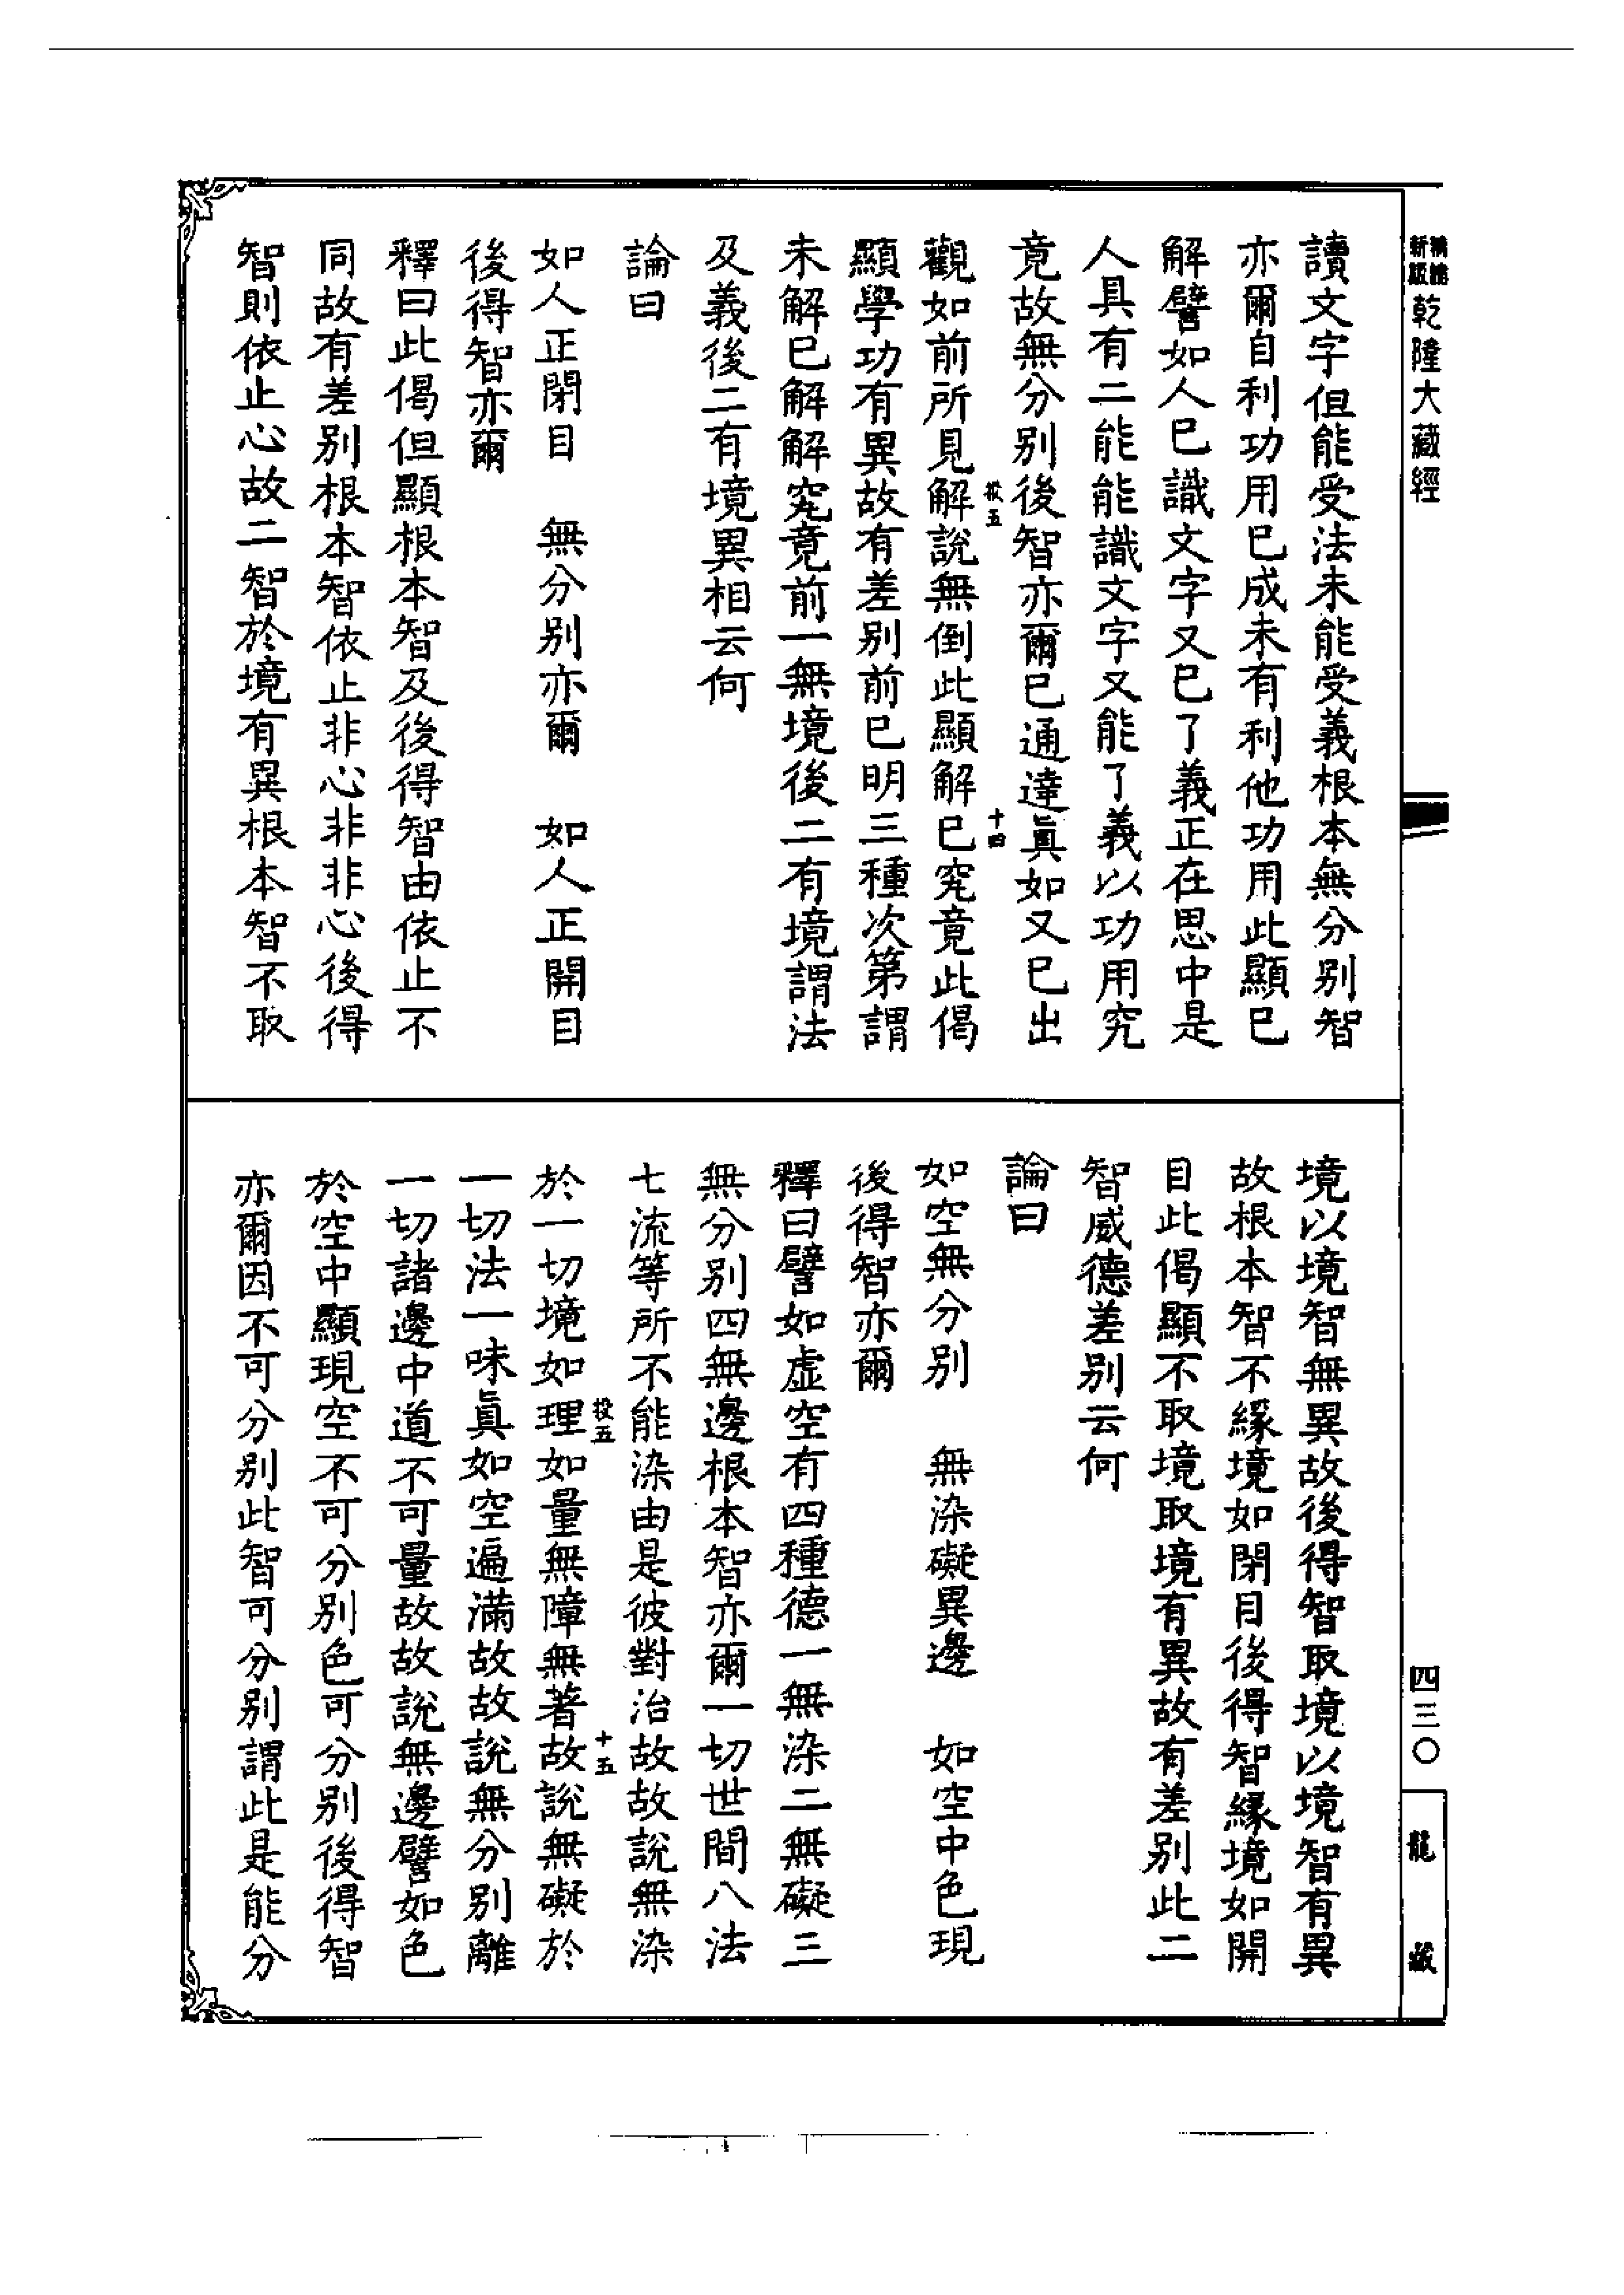 新編縮版 乾隆大藏經
讀文字但能受法未能受義根本無分別智
亦爾自利功用已成未有利他功用此顯已
解譬如人已識文字又已了義正在思中是
人具有二能能識文字又能了義以功用究
竟故無分別後智亦爾已通達眞如又已出
觀如前所見解說無倒此顯解已究竟此偈
投五 十四
顯學功有異故有差別前已明三種次第謂
未解已解解究竟前一無境後二有境謂法
及義後二有境異相云何
論曰
如人正閉目 無分別亦爾 如人正開目
後得智亦爾
釋曰此偈但顯根本智及後得智由依止不
同故有差別根本智依止非心非非心後得
智則依止心故二智於境有異根本智不取
境以境智無異故後得智取境以境智有異
故根本智不緣境如閉目後得智緣境如開
目此偈顯不取境取境有異故有差別此二
智威德差別云何
論曰
如空無分別 無染礙異邊 如空中色現
後得智亦爾
釋曰譬如虛空有四種德一無染二無礙三
無分別四無邊根本智亦爾一切世間八法
七流等所不能染由是彼對治故故說無染
投五 十五
於一切境如理如量無障無著故說無礙於
一切法一味眞如空遍滿故故說無分別離
一切諸邊中道不可量故故說無邊譬如色
於空中顯現空不可分別色可分別後得智
亦爾因不可分別此智可分別謂此是能分
四三〇
龍藏